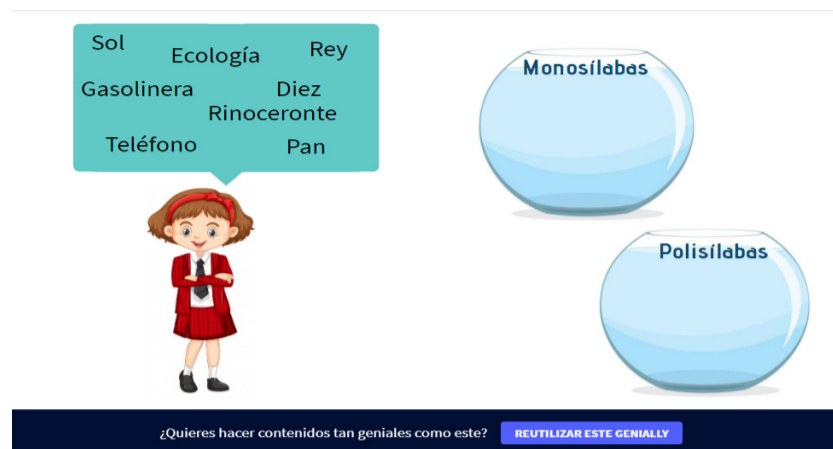 Sol Ecología Rey
Gasolinera Diez
Rinoceronte
Teléfono Pan
Monosílabas
Polisílabas
¿Quieres hacer contenidos tan geniales como este? REUTILIZAR ESTE GENIALLY